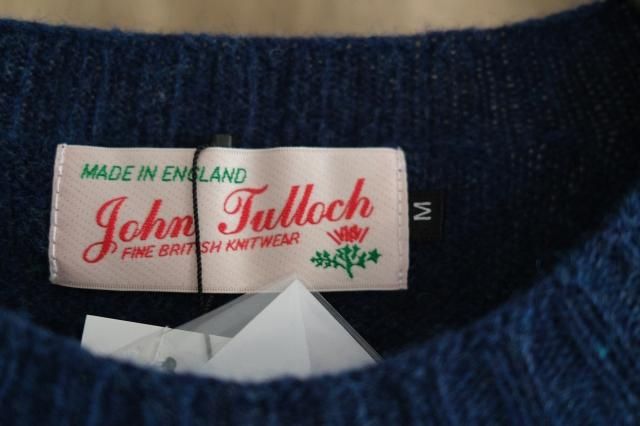 MADE IN ENGLAND
John Tulloch
FINE BRITISH KNITWEAR
M